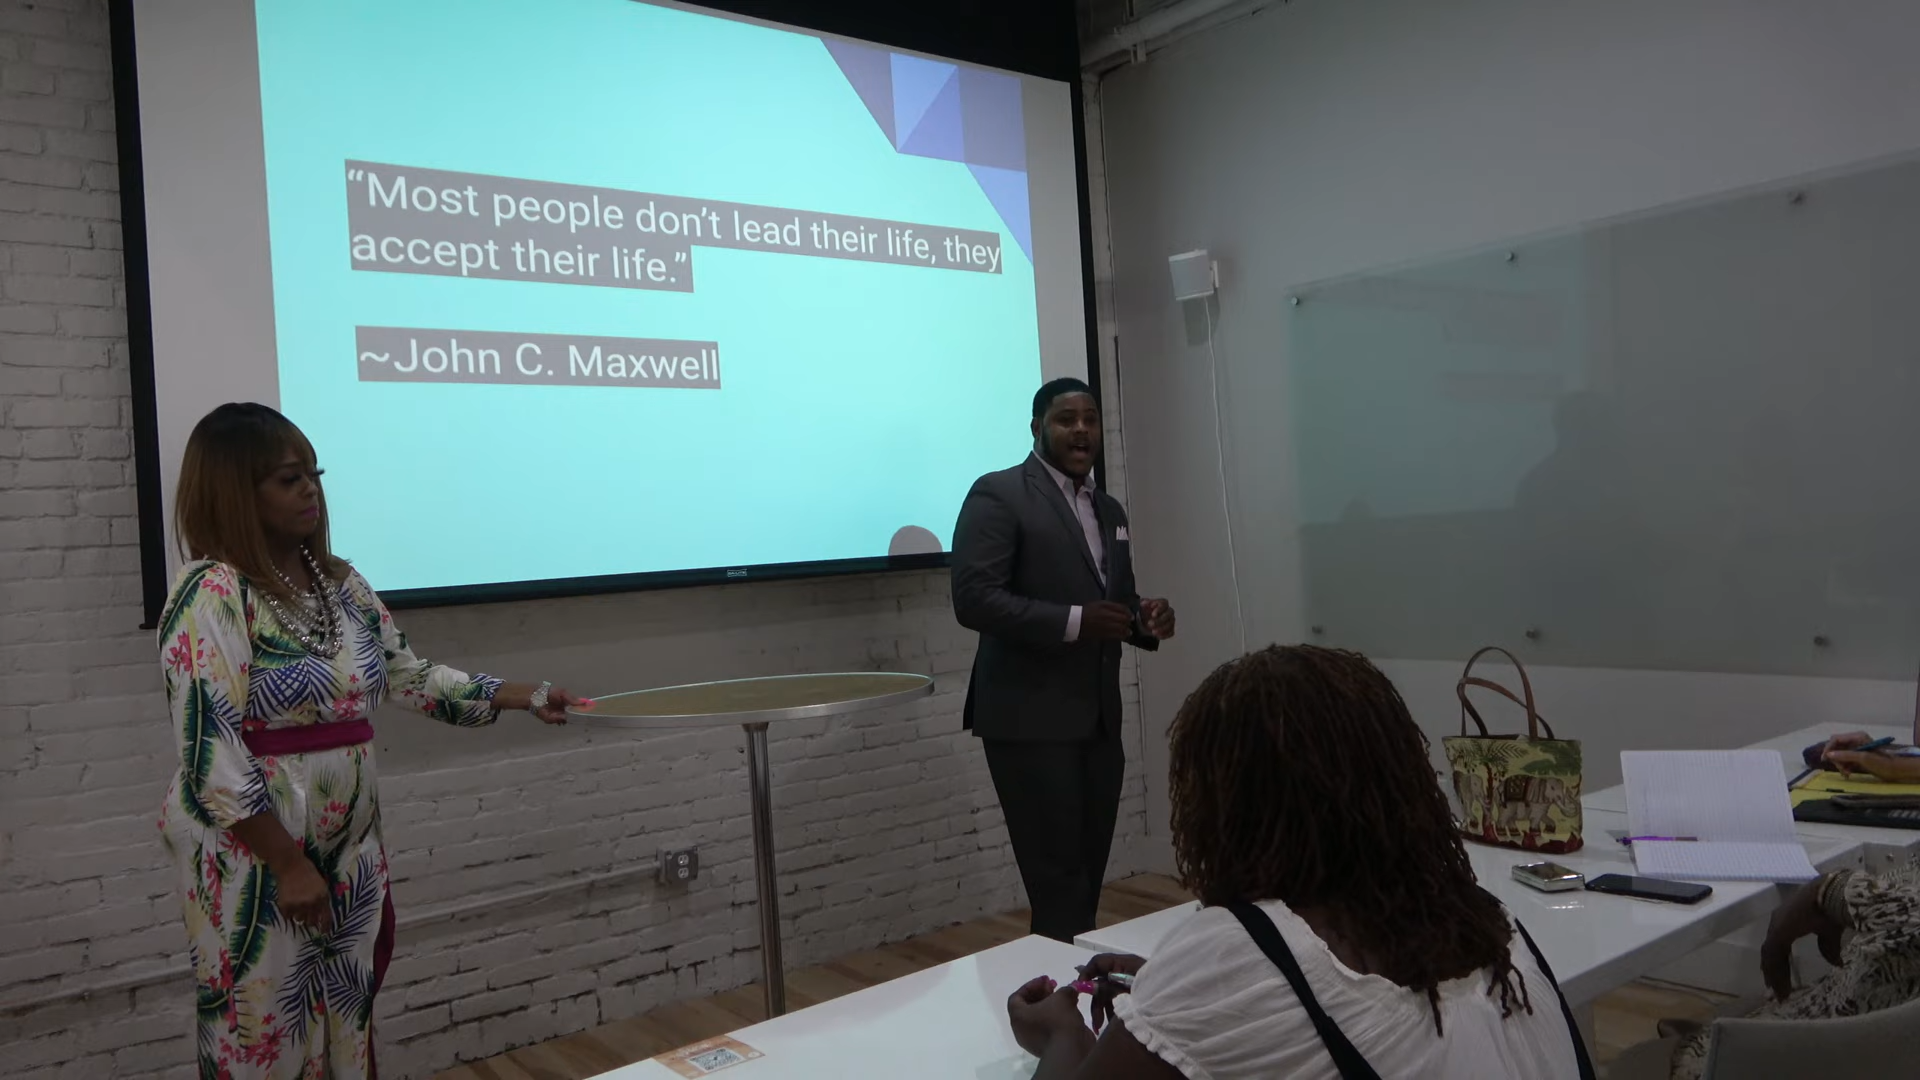 “Most people don’t lead their life, they
accept their life.”
~John C. Maxwell